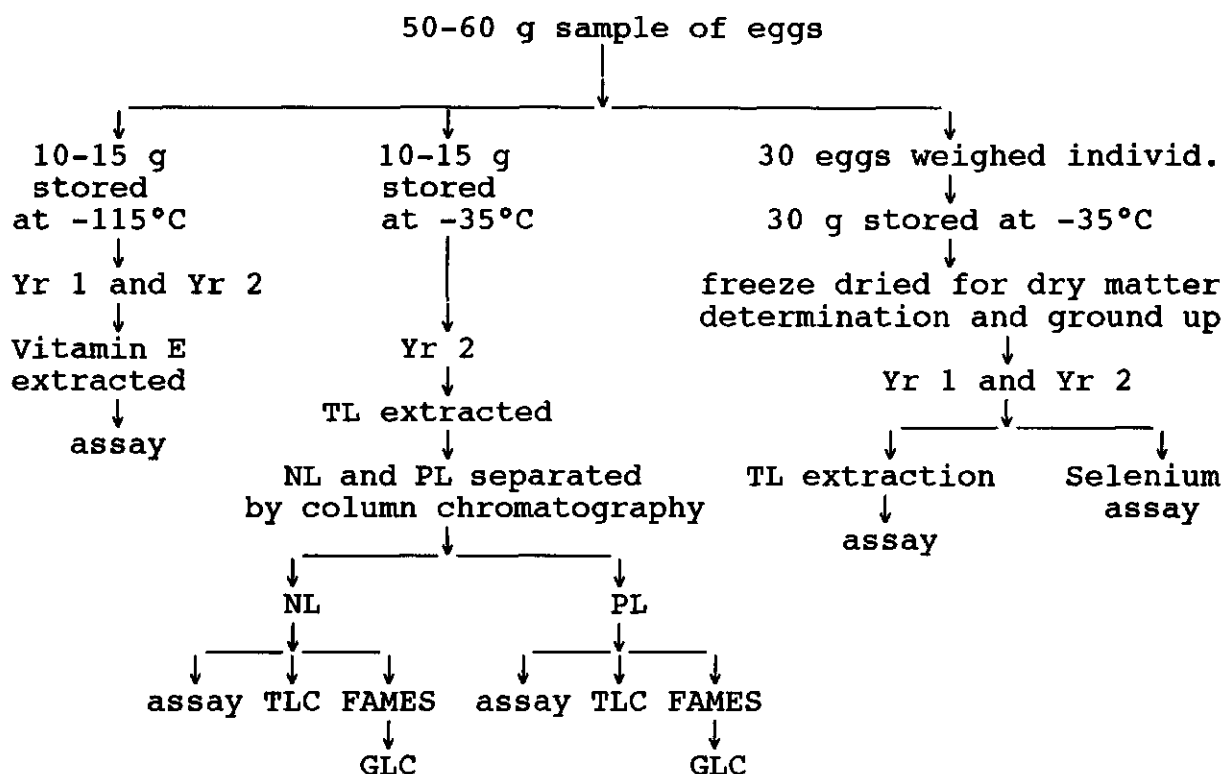 50-60 g sample of eggs
10-15 g
stored
at -115°C
Yr 1 and Yr 2
Vitamin E
extracted
assay
10-15 g
stored
at -35°C
Yr 2
TL extracted
NL and PL separated
by column chromatography
NL
assay TLC FAMES
GLC
PL
assay TLC FAMES
GLC
30 eggs weighed individ.
30 g stored at -35°C
freeze dried for dry matter
determination and ground up
Yr 1 and Yr 2
TL extraction
assay
Selenium
assay